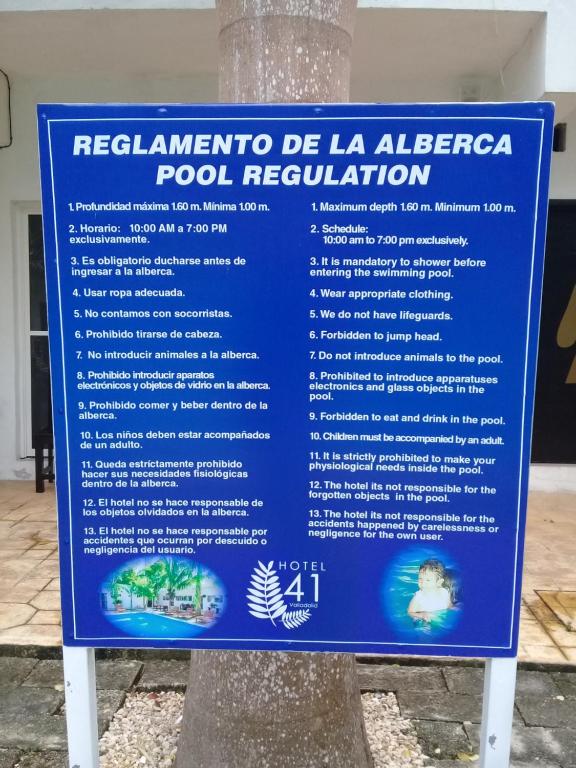 REGLAMENTO DE LA ALBERCA
POOL REGULATION
1. Profundidad máxima 1.60 m. Mínima 1.00 m.
2. Horario: 10:00 AM a 7:00 PM
exclusivamente.
3. Es obligatorio ducharse antes de
ingresar a la alberca.
4. Usar ropa adecuada.
5. No contamos con socorristas.
6. Prohibido tirarse de cabeza.
7. No introducir animales a la alberca.
8. Prohibido introducir aparatos
electrónicos y objetos de vidrio en la alberca.
9. Prohibido comer y beber dentro de la
alberca.
10. Los niños deben estar acompañados
de un adulto.
11. Queda estríctamente prohibido
hacer sus necesidades fisiológicas
dentro de la alberca.
12. El hotel no se hace responsable de
los objetos olvidados en la alberca.
13. El hotel no se hace responsable por
accidentes que ocurran por descuido o
negligencia del usuario.
1. Maximum depth 1.60 m. Minimum 1.00 m.
2. Schedule:
10:00 am to 7:00 pm exclusively.
3. It is mandatory to shower before
entering the swimming pool.
4. Wear appropriate clothing.
5. We do not have lifeguards.
6. Forbidden to jump head.
7. Do not introduce animals to the pool.
8. Prohibited to introduce apparatuses
electronics and glass objects in the
pool.
9. Forbidden to eat and drink in the pool.
10. Children must be accompanied by an adult.
11. It is strictly prohibited to make your
physiological needs inside the pool.
12. The hotel its not responsible for the
forgotten objects in the pool.
13. The hotel its not responsible for the
accidents happened by carelessness or
negligence for the own user.
HOTEL
41
Valladolid